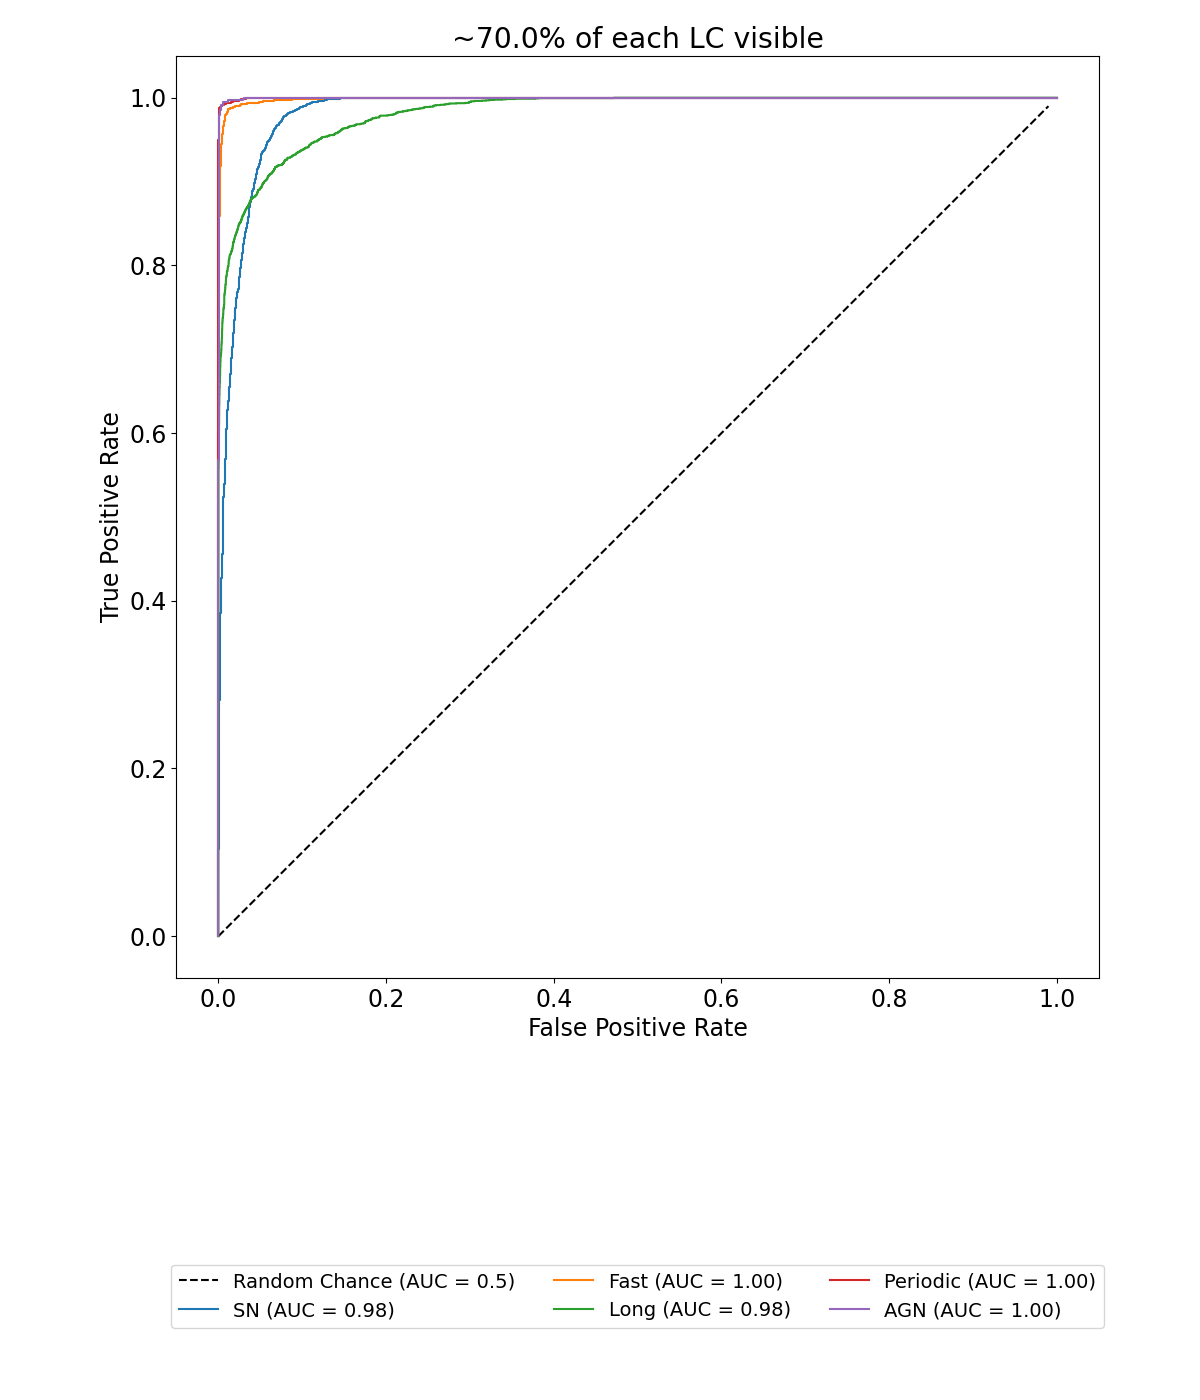 ~70.0% of each LC visible
True Positive Rate
1.0
0.8
0.6
0.4
0.2
0.0
0.0 0.2 0.4 0.6 0.8 1.0
False Positive Rate
Random Chance (AUC = 0.5) Fast (AUC = 1.00) Periodic (AUC = 1.00)
SN (AUC = 0.98) Long (AUC = 0.98) AGN (AUC = 1.00)